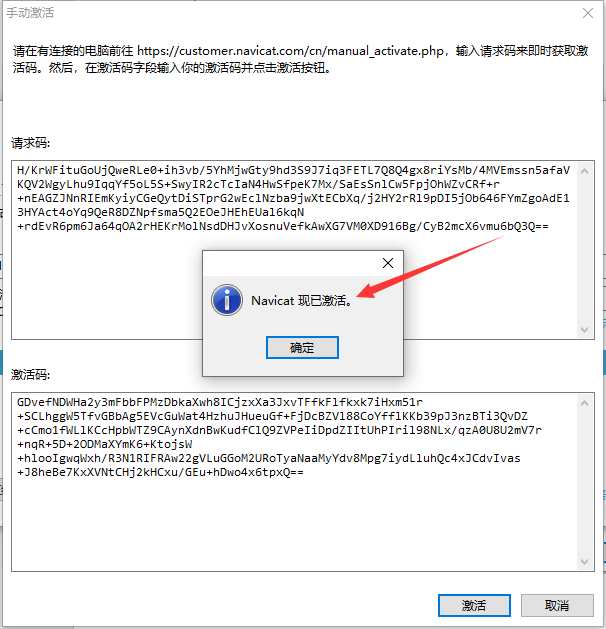 手动激活
请在有连接的电脑前往 https://customer.navicat.com/cn/manual_activate.php，输入请求码来即时获取激
活码。然后，在激活码字段输入你的激活码并点击激活按钮。
请求码:
H/KrWFituGoUjQweRLe0+ih3vb/5YhMjwGty9hd3S9J7iq3FETL7Q8Q4gx8riYsMb/4MVEmssn5afaV
KQV2WgyLhu9IqqYf5oL5S+SwyIR2cTcIaN4HwSfpeK7Mx/SaEsSnlCw5FpjOhWZvCRf+r
+nEAGZJNnRIEmKyiyCGeQytDiSTprG2wEclNzba9jwXtECbXq/j2HY2rRl9pDI5jOb646FYmZgoAdE1
3HYAct4oYq9QeR8DZNpfsma5Q2EOeJHEhEUal6kqN
+rdEvR6pm6Ja64qOA2rHEKrMolNsdDHJvXosnuVefkAwXG7VM0XD916Bg/CyB2mcX6vmu6bQ3Q==
Navicat 现已激活。
确定
激活码:
GDvefNDWHa2y3mFbbFPMzDbkaXwh8ICjzxXa3JxvTFfkFlfkxk7iHxm51r
+SCLhggW5TfvGBbAg5EVcGuWat4HzhuJHueuGf+FjDcBZVl88CoYfflKKb39pJ3nzBTi3QvDZ
+cCmo1fWLlKCcHpbWTZ9CAynXdnBwKudfClQ9ZVPeIiDpdZIItUhPIril98NLx/qzA0U8U2mV7r
+nqR+5D+2ODMaXYmK6+KtojsW
+hlooIgwqWxh/R3N1RIFRAw22gVLuGGoM2URoTyaNaaMyYdv8Mpg7iydLluhQc4xJCdvIvas
+J8heBe7KxXVNtCHj2kHCxu/GEu+hDwo4x6tpxQ==
激活
取消